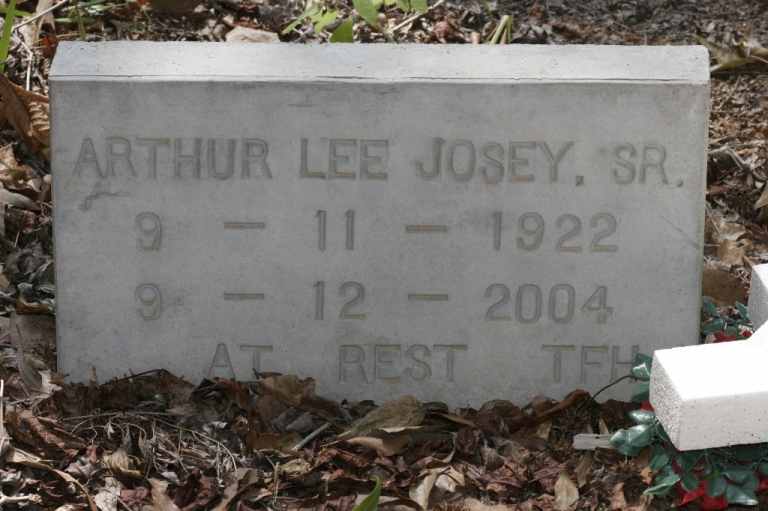 ARTHUR LEE JOSEY, SR.
9 – 11 – 1922
9 – 12 – 2004
AT REST TFH